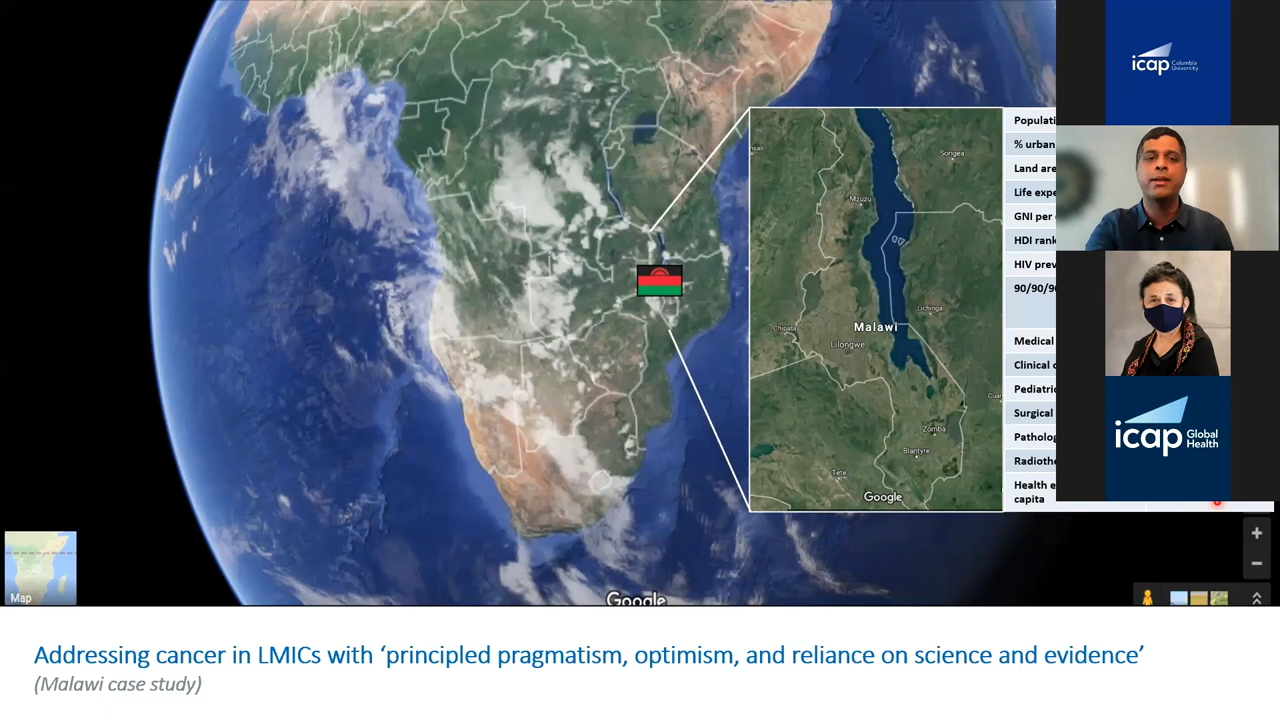 icap Columbia University
Populati
% urban
Land are
Life expe
GNI per
HDI rank
HIV prev
90/90/90
Medical
Clinical
Pediatric
Surgical
Patholog
Radiothe
Health e
capita
Songea
Mzuzu
Lichinga
Malawi
Chipata
Lilongwe
Zomba
Blantyre
Tete
Google
icap Global Health
Map
Google
Addressing cancer in LMICs with ‘principled pragmatism, optimism, and reliance on science and evidence’
(Malawi case study)